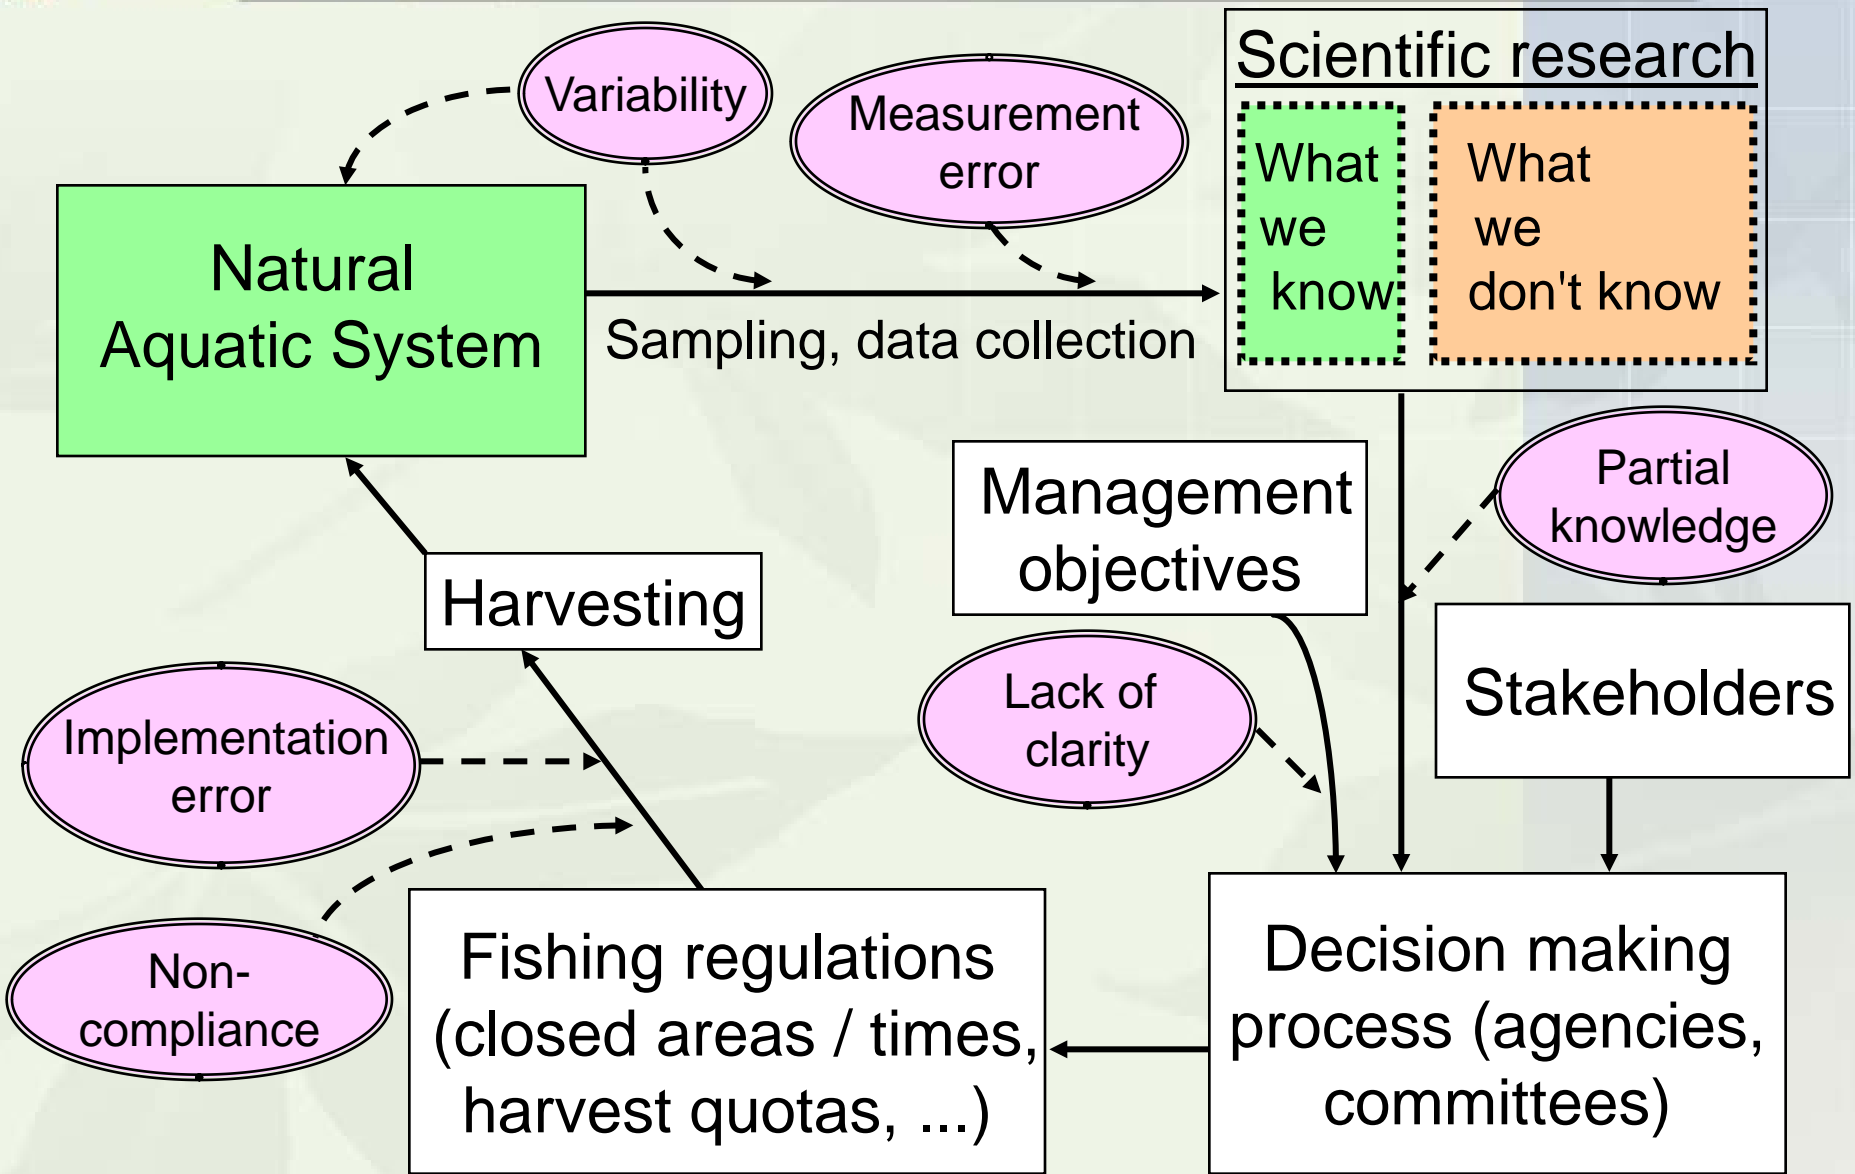 Variability
Measurement
error
Scientific research
What
we
know
What
we
don't know
Natural
Aquatic System
Sampling, data collection
Partial
knowledge
Management
objectives
Harvesting
Lack of
clarity
Stakeholders
Implementation
error
Non-
compliance
Fishing regulations
(closed areas / times,
harvest quotas, ...)
Decision making
process (agencies,
committees)